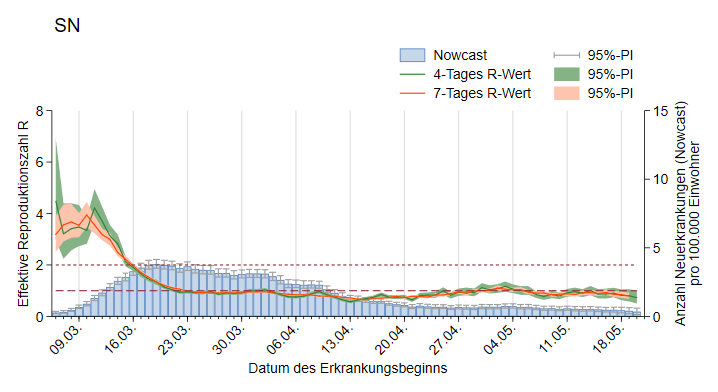 SN
Nowcast 95%-PI
4-Tages R-Wert 95%-PI
7-Tages R-Wert 95%-PI
Effektive Reproduktionszahl R
8
6
4
2
0
15
10
5
0
Anzahl Neuerkrankungen (Nowcast)
pro 100.000 Einwohner
09.03. 16.03. 23.03. 30.03. 06.04. 13.04. 20.04. 27.04. 04.05. 11.05. 18.05.
Datum des Erkrankungsbeginns